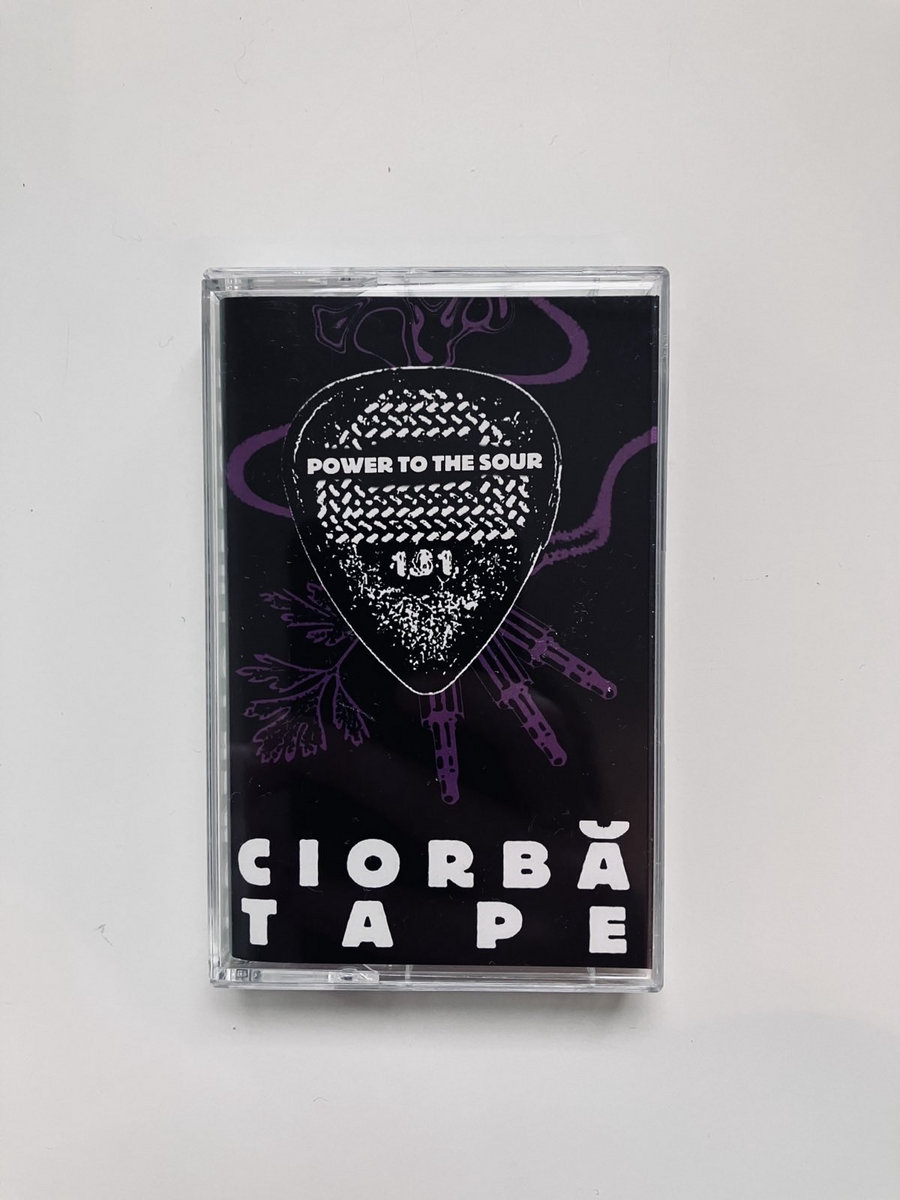 POWER TO THE SOUR
CIORBĂ
TAPE